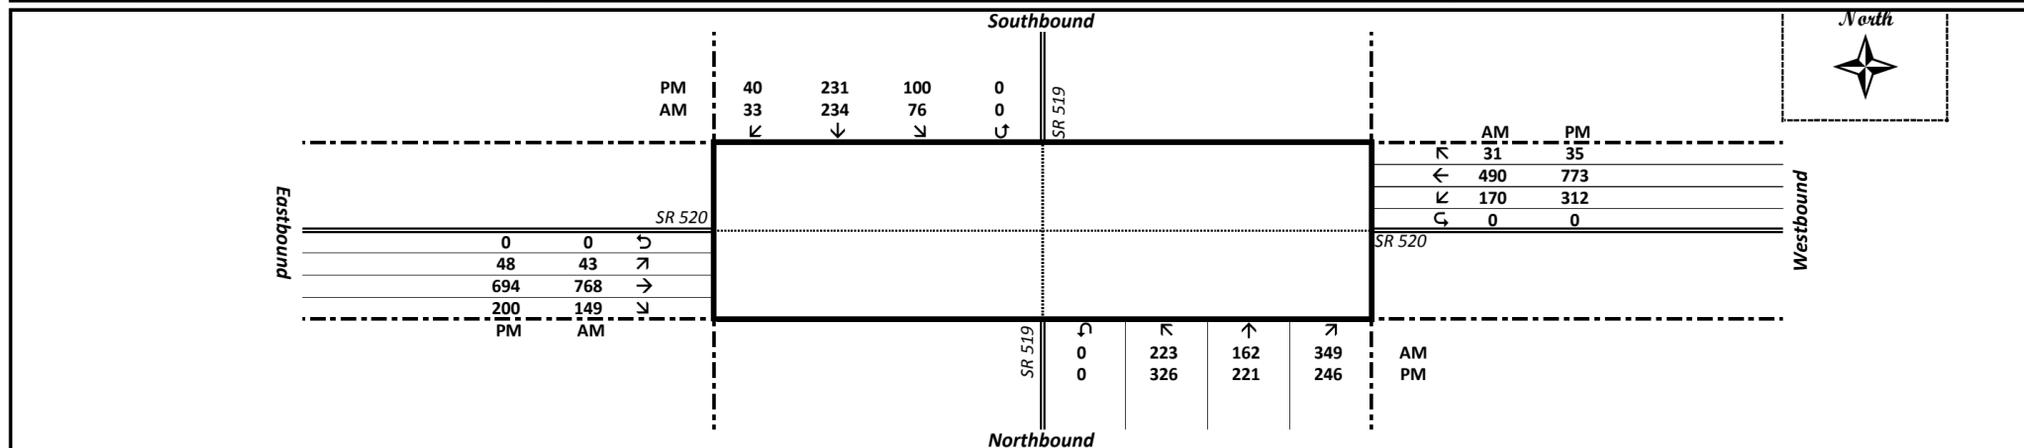 Southbound
North
PM 40 231 100 0
AM 33 234 76 0
↙ ↓ ↘ ⮍
SR 519
AM PM
↖ 31 35
← 490 773
↙ 170 312
⮎ 0 0
Eastbound
SR 520
SR 520
Westbound
0 0 ⮌
48 43 ↗
694 768 →
200 149 ↘
PM AM
SR 519
⮏ ↖ ↑ ↗
0 223 162 349 AM
0 326 221 246 PM
Northbound